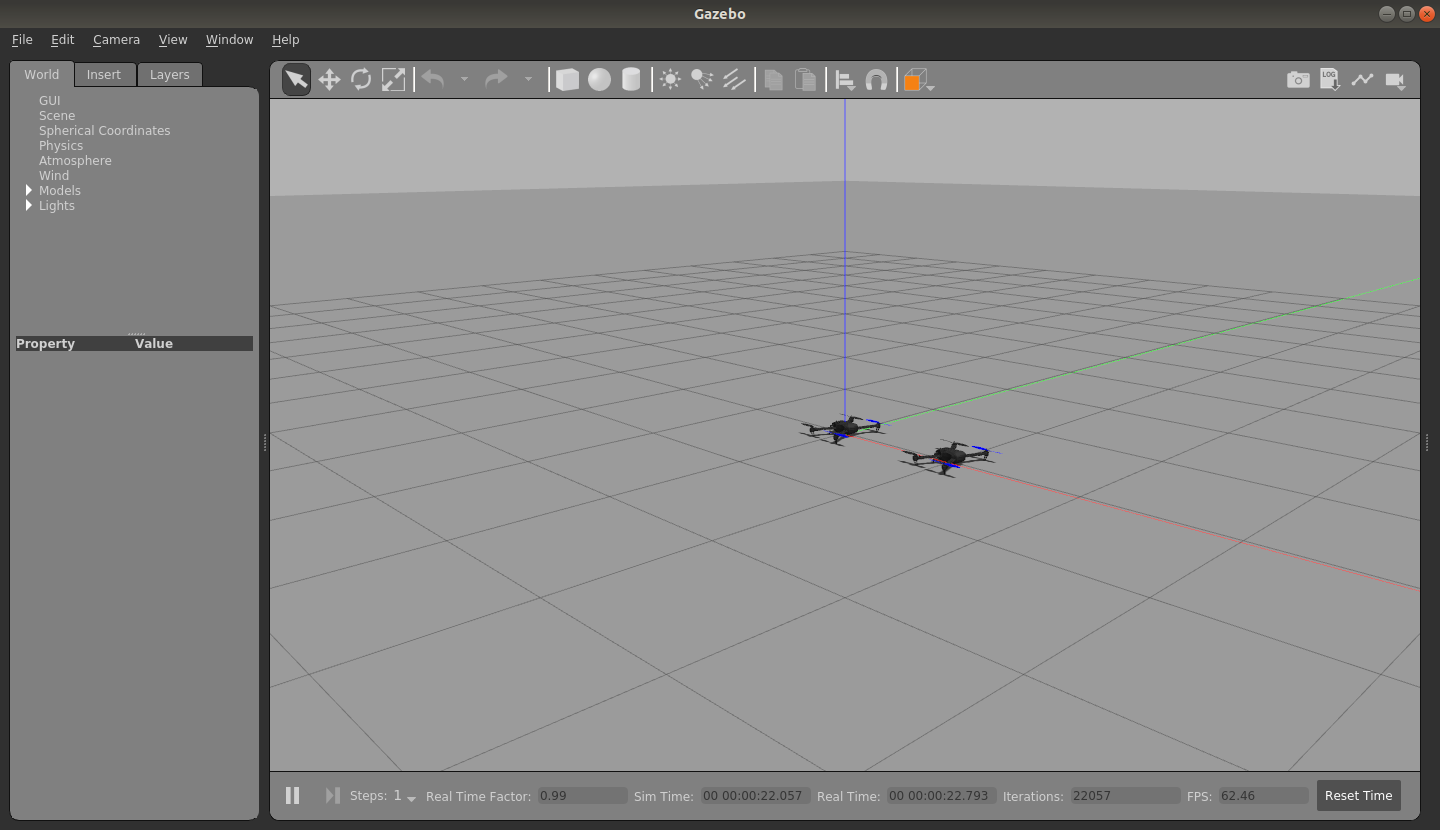 Gazebo
File Edit Camera View Window Help
World Insert Layers
GUI
Scene
Spherical Coordinates
Physics
Atmosphere
Wind
Models
Lights
Property Value
LOG
Steps: 1 Real Time Factor: 0.99 Sim Time: 00 00:00:22.057 Real Time: 00 00:00:22.793 Iterations: 22057 FPS: 62.46 Reset Time